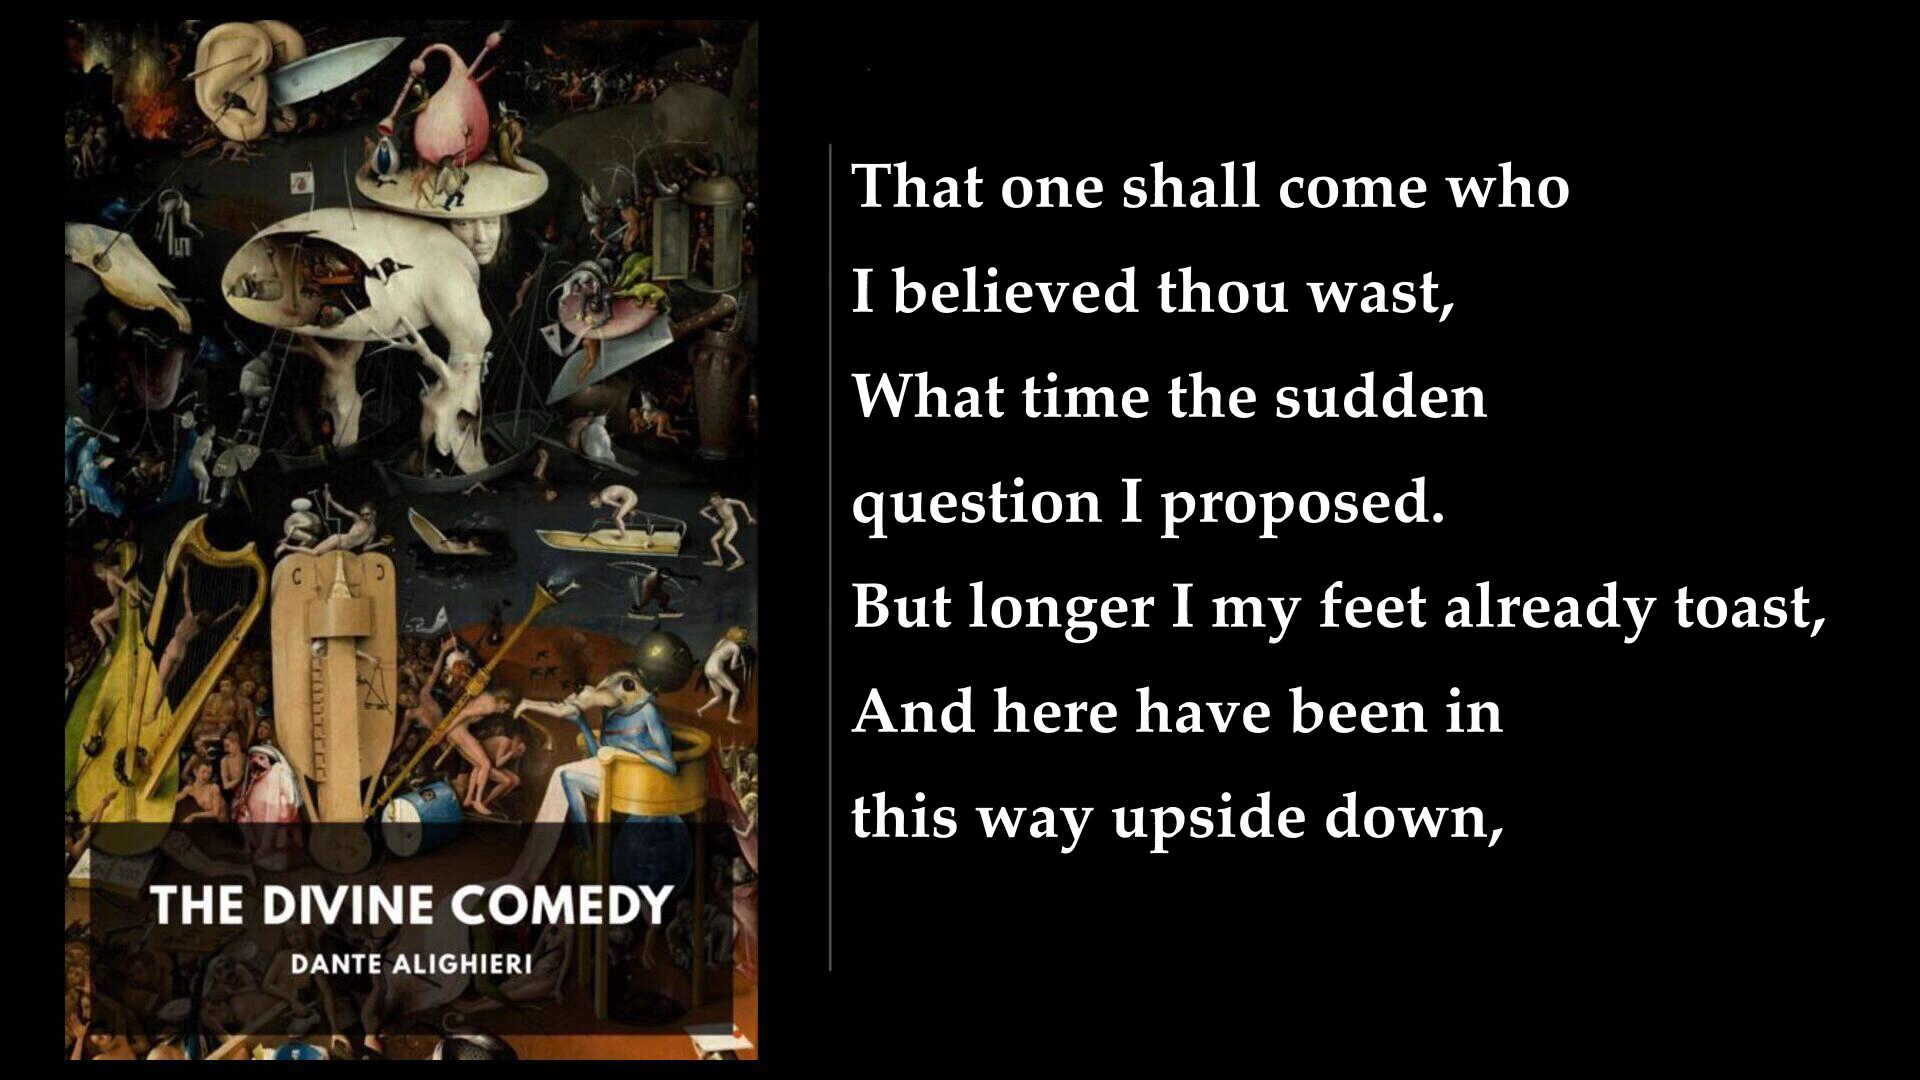 That one shall come who
I believed thou wast,
What time the sudden
question I proposed.
But longer I my feet already toast,
And here have been in
this way upside down,
THE DIVINE COMEDY
DANTE ALIGHIERI